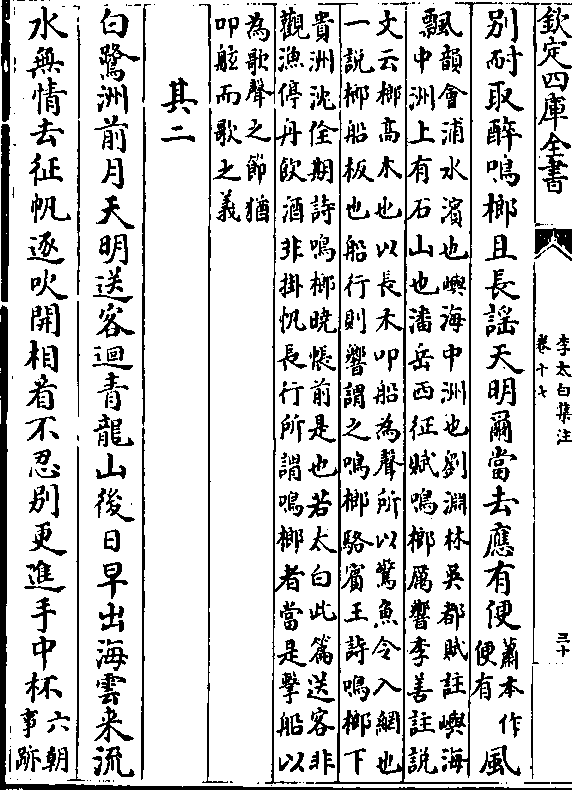 欽定四庫全書
李太白集注
卷十七
三十
别酎取醉鳴榔且長謡天明爾當去應有便蕭本作便有風
飄韻會浦水濱也嶼海中洲也劉淵林吳都賦註嶼海
中洲上有石山也潘岳西征賦鳴榔厲響李善註說
文云榔高木也以長木叩船為聲所以驚魚令入網也
一說榔船板也船行則響謂之鳴榔駱賓王詩鳴榔下
貴洲沈佺期詩鳴榔曉帳前是也若太白此篇送客非
觀漁停舟飲酒非掛帆長行所謂鳴榔者當是擊船以
為歌聲之節猶
叩舷而歌之義
其二
白鷺洲前月天明送客迴青龍山後日早出海雲来流
水無情去征帆逐吹開相看不忍别更進手中杯六朝事跡